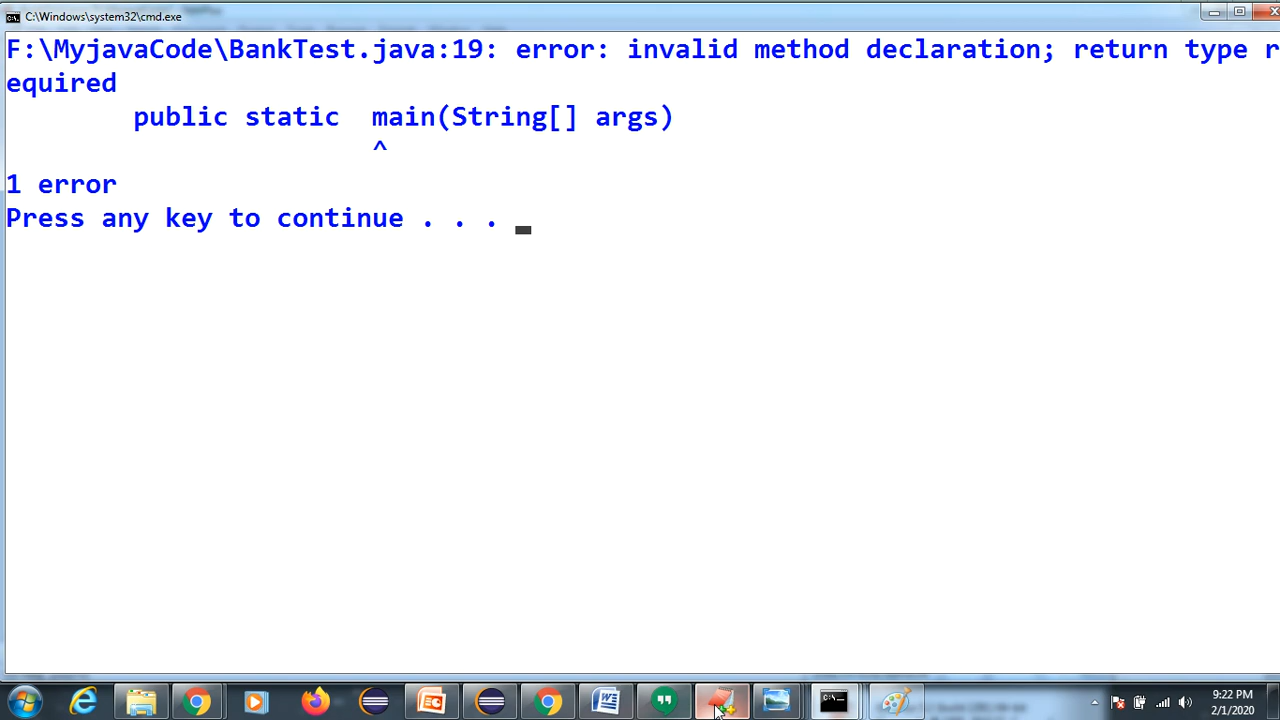 C:\Windows\system32\cmd.exe
F:\MyjavaCode\BankTest.java:19: error: invalid method declaration; return type r
equired
public static  main(String[] args)
^
1 error
Press any key to continue . . .
9:22 PM
2/1/2020